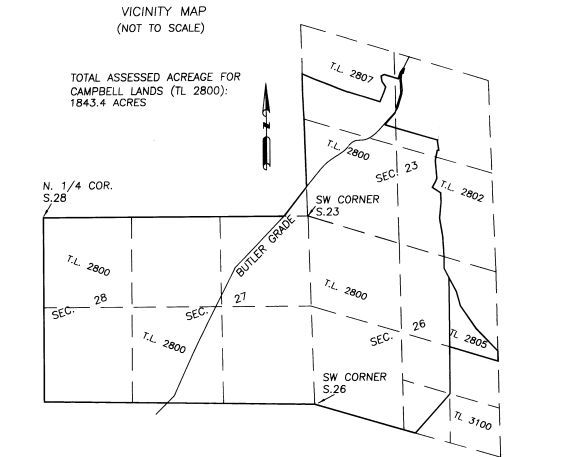 VICINITY MAP
(NOT TO SCALE)
TOTAL ASSESSED ACREAGE FOR
CAMPBELL LANDS (TL 2800):
1843.4 ACRES
N
T.L. 2807
T.L. 2800
SEC. 23
T.L. 2802
N. 1/4 COR.
S.28
SW CORNER
S.23
BUTLER GRADE
T.L. 2800
T.L. 2800
SEC. 28
SEC. 27
T.L. 2800
SEC. 26
TL 2805
SW CORNER
S.26
TL 3100